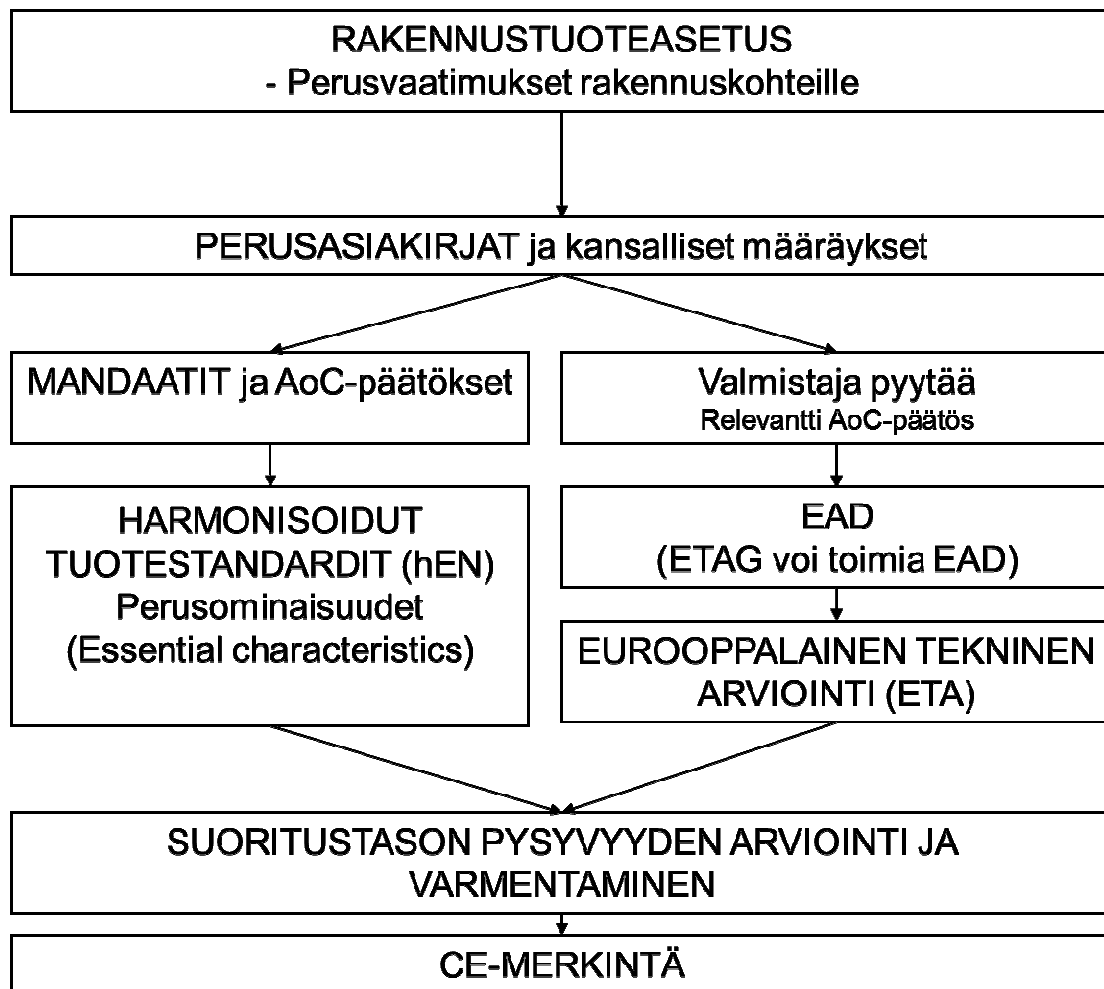 RAKENNUSTUOTEASETUS
- Perusvaatimukset rakennuskohteille
PERUSASIAKIRJAT ja kansalliset määräykset
MANDAATIT ja AoC-päätökset
Valmistaja pyytää
Relevantti AoC-päätös
HARMONISOIDUT
TUOTESTANDARDIT (hEN)
Perusominaisuudet
(Essential characteristics)
EAD
(ETAG voi toimia EAD)
EUROOPPALAINEN TEKNINEN
ARVIOINTI (ETA)
SUORITUSTASON PYSYVYYDEN ARVIOINTI JA
VARMENTAMINEN
CE-MERKINTÄ